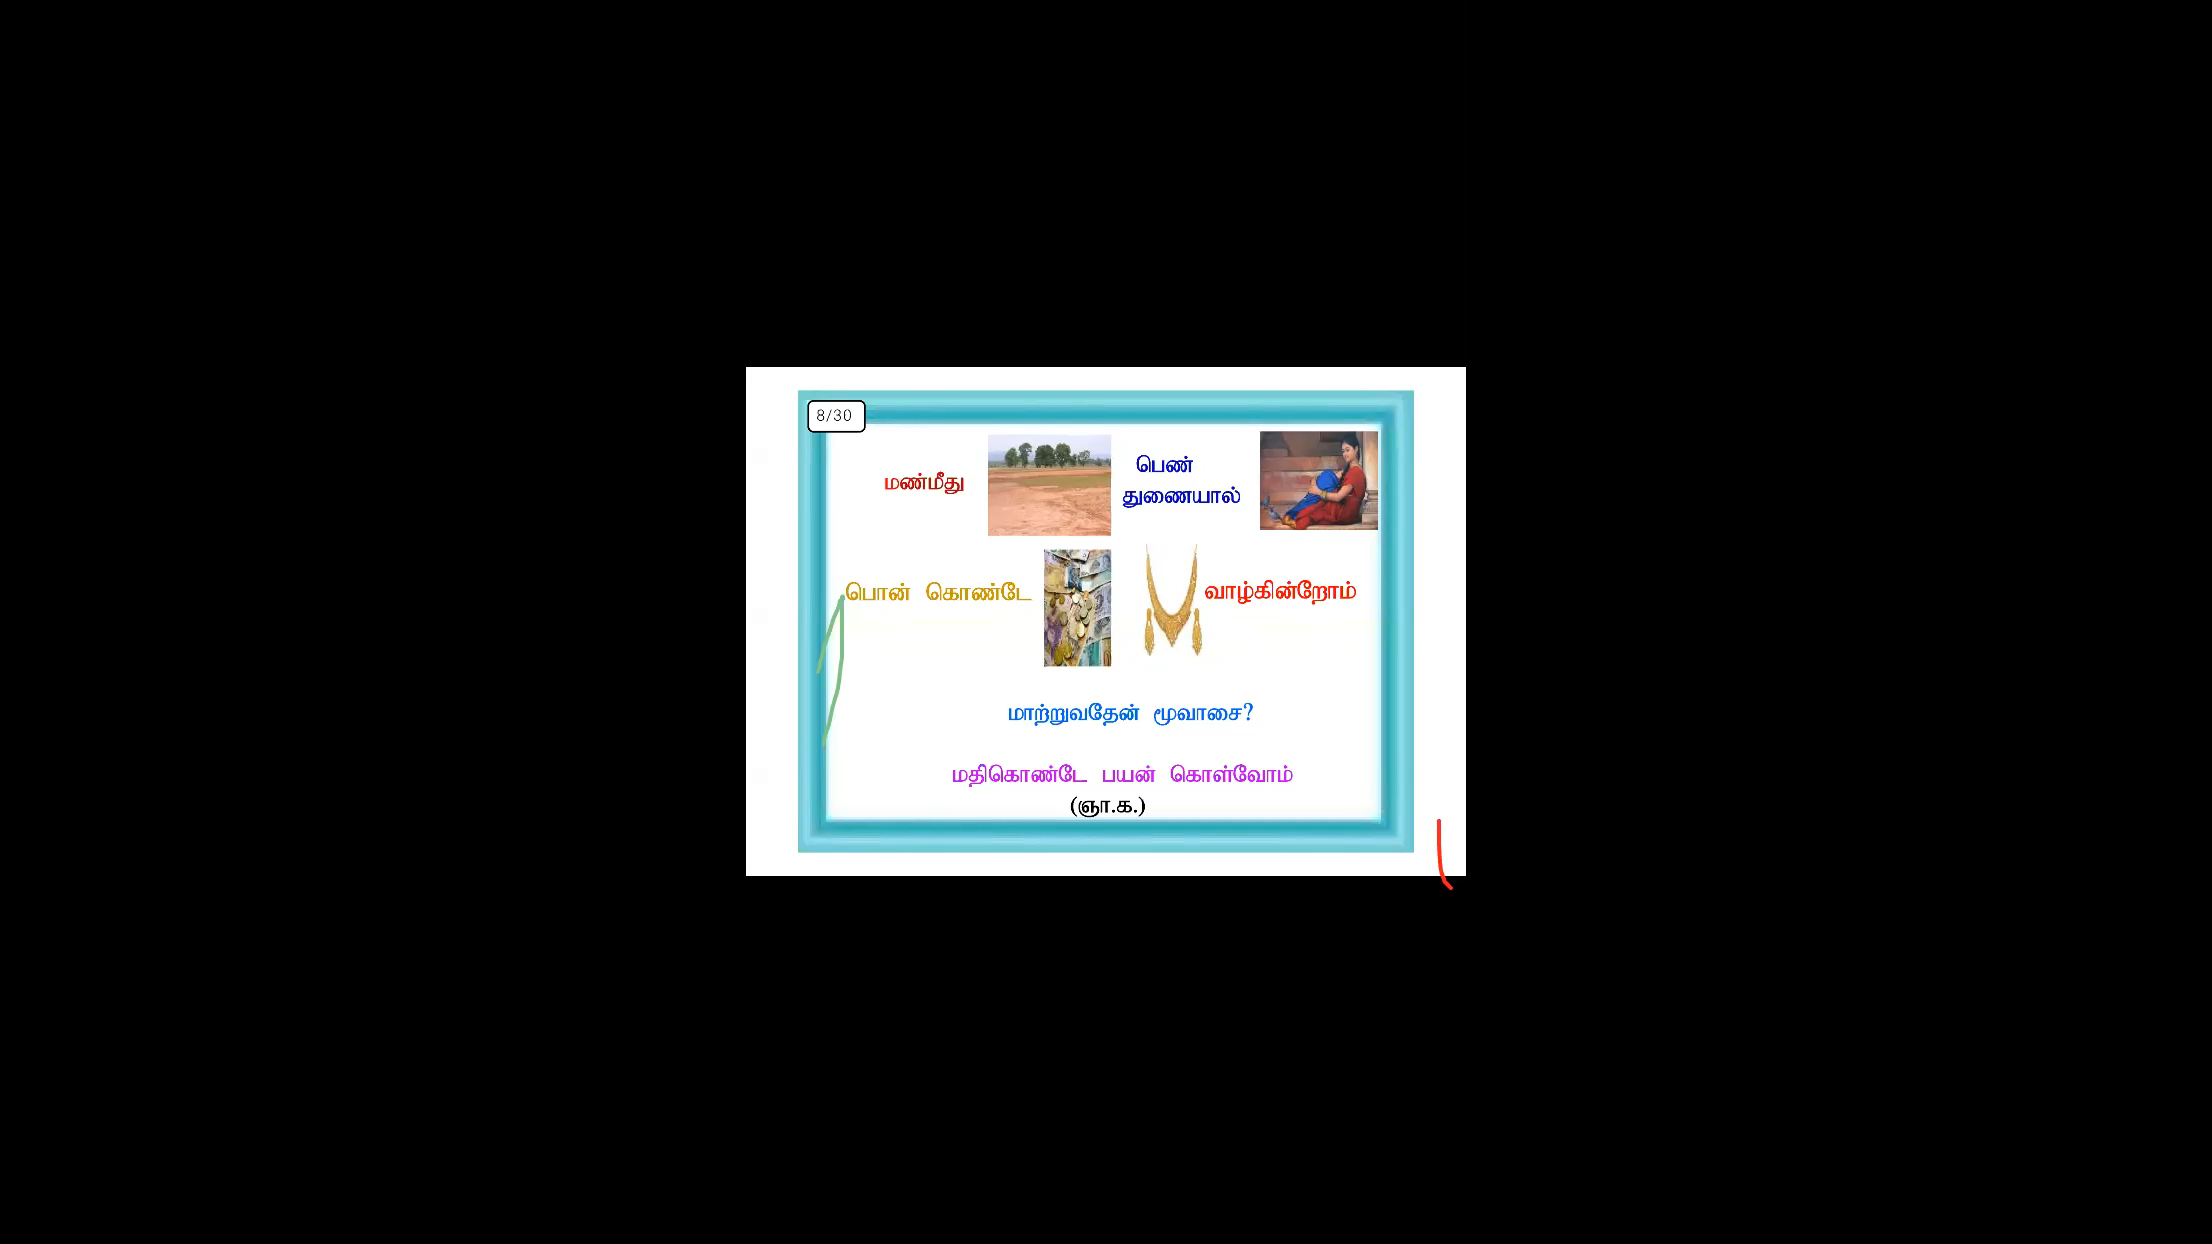 8/30
மண்மீது
பெண்
துணையால்
பொன் கொண்டே
வாழ்கின்றோம்
மாற்றுவதேன் மூவாசை?
மதிகொண்டே பயன் கொள்வோம்
(ஞா.க.)